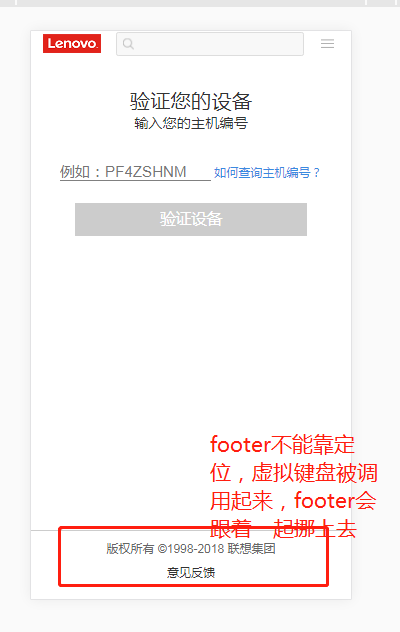 Lenovo
验证您的设备
输入您的主机编号
例如：PF4ZSHNM 如何查询主机编号？
验证设备
footer不能靠定
位，虚拟键盘被调
用起来，footer会
跟着一起挪上去
版权所有 ©1998-2018 联想集团
意见反馈